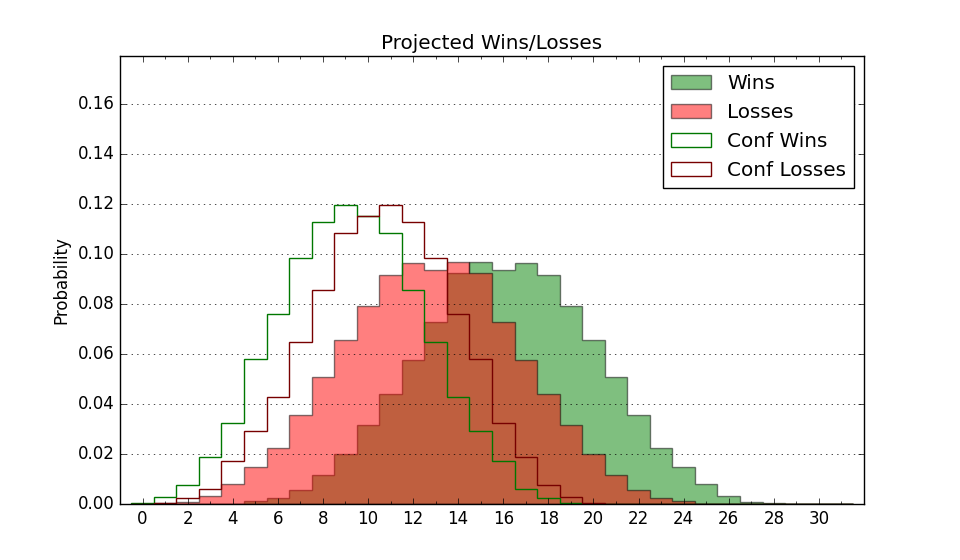 Projected Wins/Losses
Wins
Losses
Conf Wins
Conf Losses
Probability
0.16
0.14
0.12
0.10
0.08
0.06
0.04
0.02
0.00
0 2 4 6 8 10 12 14 16 18 20 22 24 26 28 30